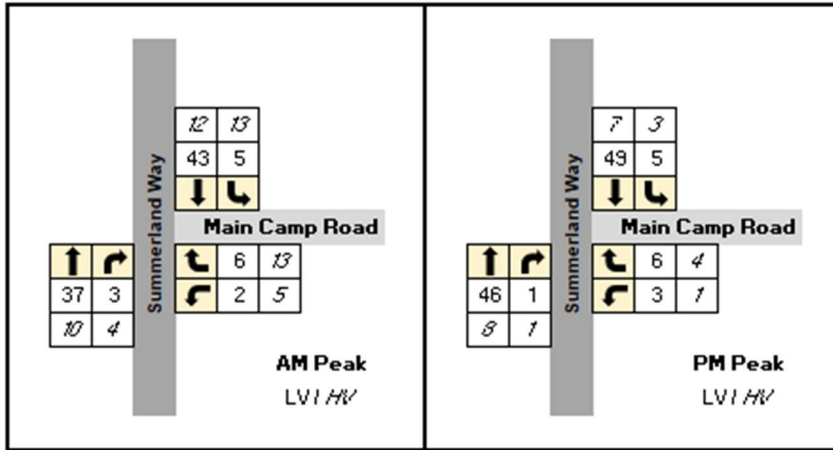 12 13
43 5
Main Camp Road
Summerland Way
6 13
37 3
2 5
10 4
AM Peak
LV / HV
7 3
49 5
Main Camp Road
Summerland Way
6 4
46 1
3 1
8 1
PM Peak
LV / HV